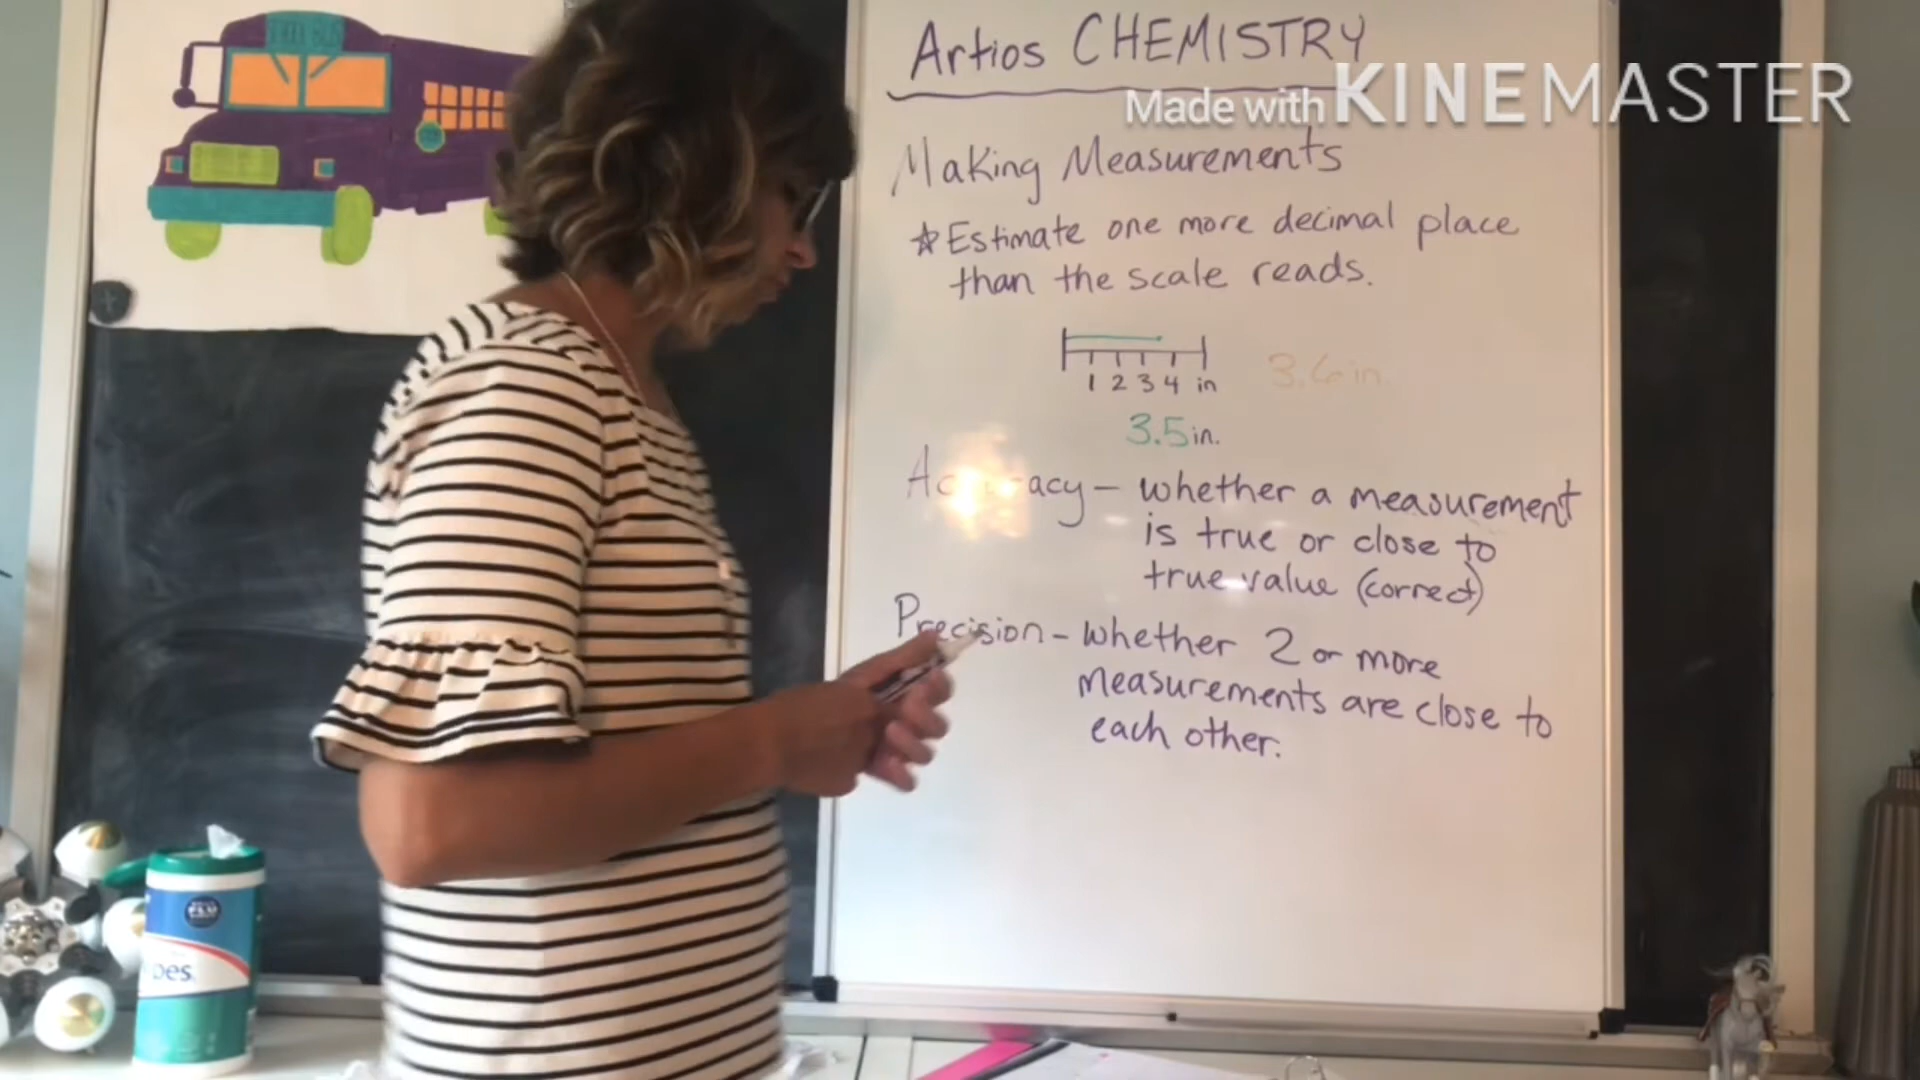 SCHOOL BUS
Artios CHEMISTRY
Made with KINEMASTER
Making Measurements
☆ Estimate one more decimal place
than the scale reads.
1 2 3 4 in
3.6 in.
3.5 in.
acy - whether a measurement
is true or close to
true value (correct)
Precision - whether 2 or more
measurements are close to
each other.